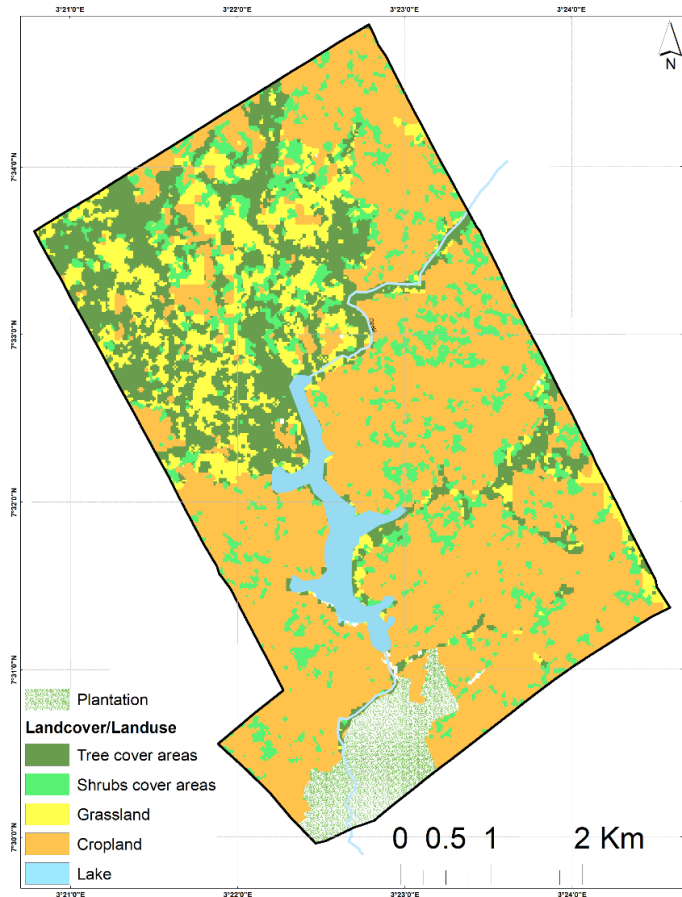 3°21'0"E 3°22'0"E 3°23'0"E 3°24'0"E
N
7°34'0"N
7°33'0"N
7°32'0"N
7°31'0"N
7°30'0"N
Plantation
Landcover/Landuse
Tree cover areas
Shrubs cover areas
Grassland
Cropland
Lake
0 0.5 1 2 Km
3°21'0"E 3°22'0"E 3°23'0"E 3°24'0"E